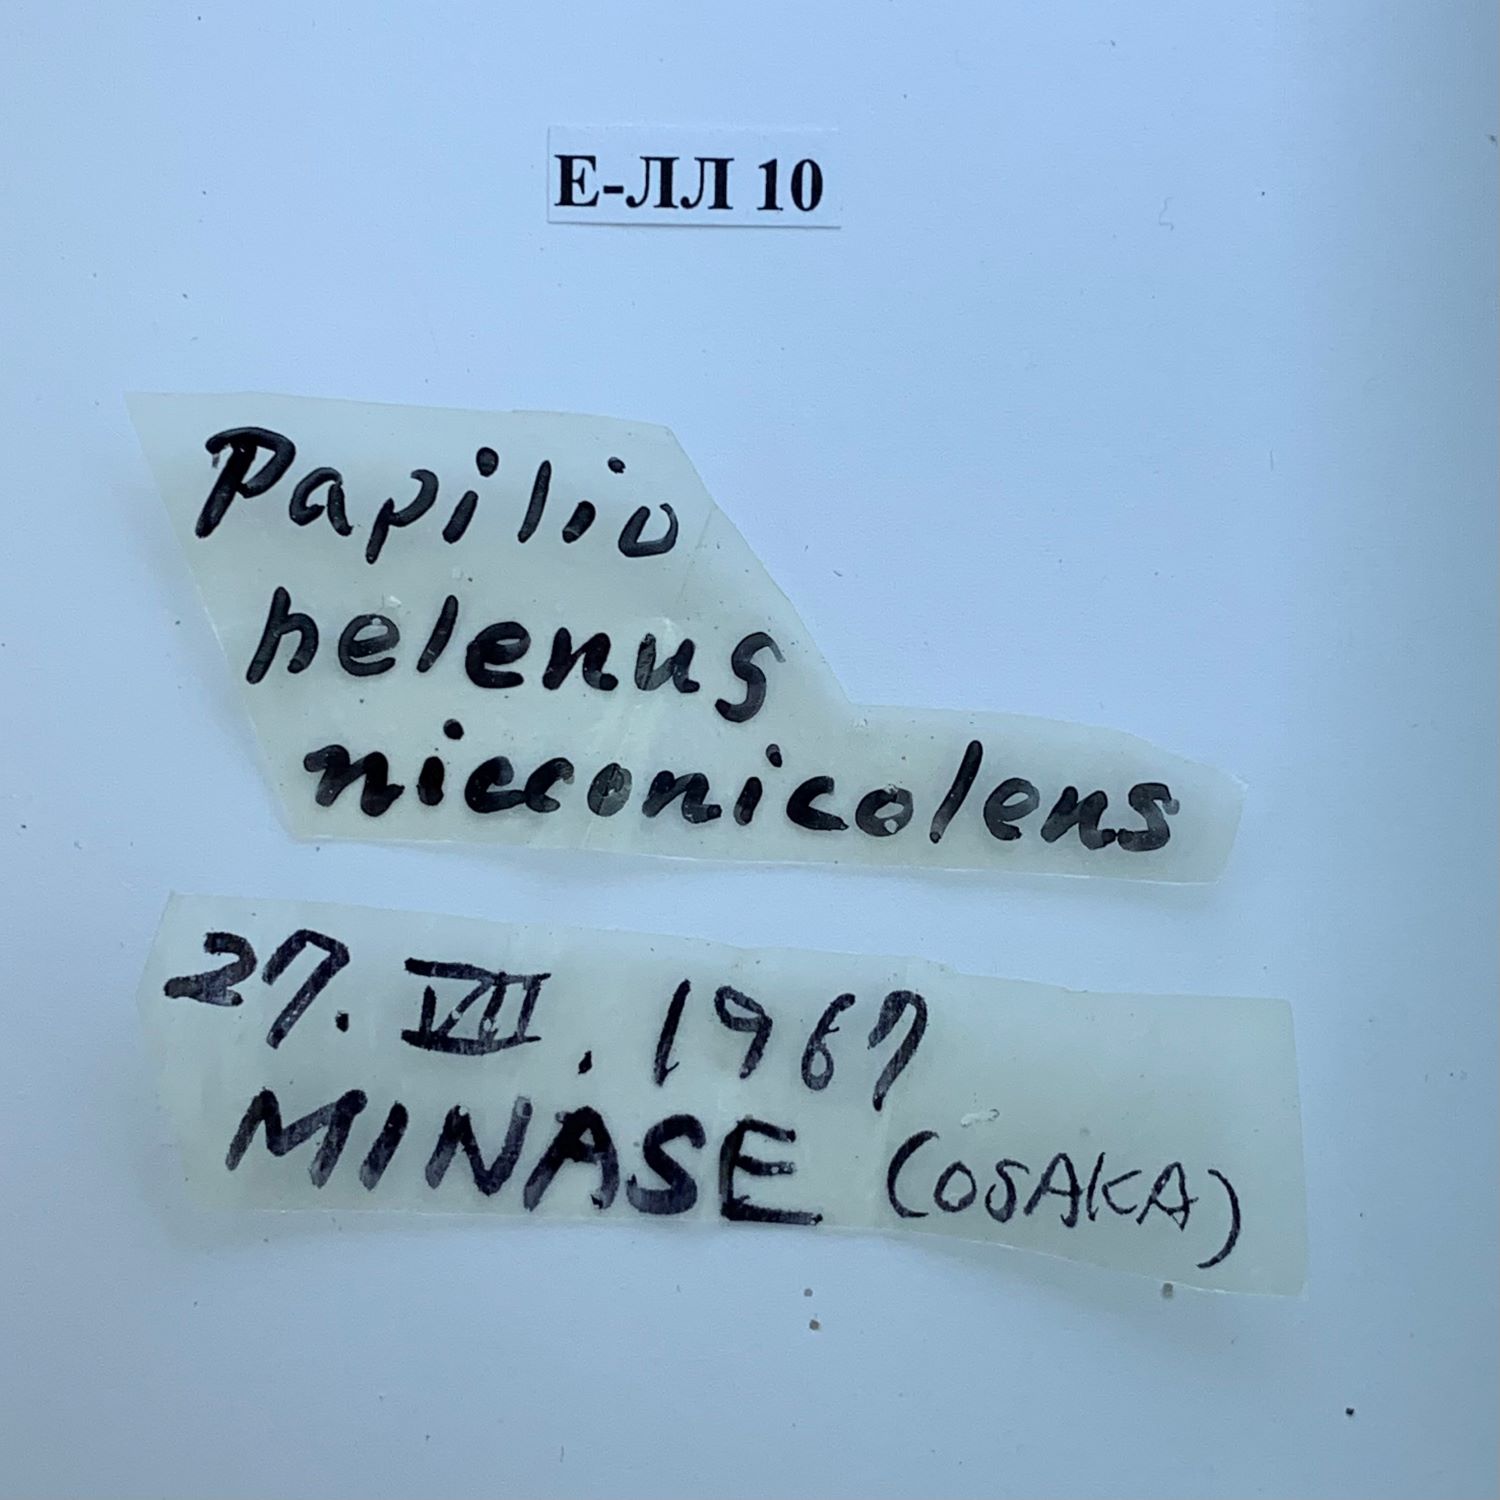 Е-ЛЛ 10
Papilio
helenus
nicconicolens
27. VII. 1967
MINASE (OSAKA)